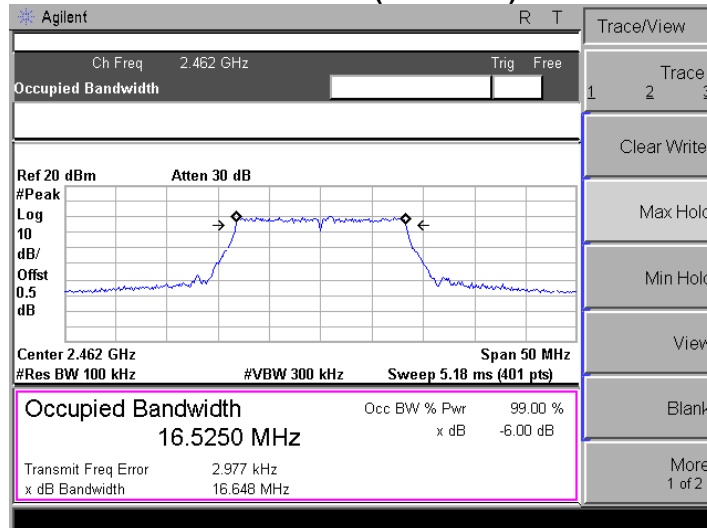 Agilent R T
Trace/View
Ch Freq 2.462 GHz Trig Free
Occupied Bandwidth
Trace
1 2 3
Clear Write
Ref 20 dBm Atten 30 dB
#Peak
Log
10
dB/
Offst
0.5
dB
Max Hold
Min Hold
View
Center 2.462 GHz Span 50 MHz
#Res BW 100 kHz #VBW 300 kHz Sweep 5.18 ms (401 pts)
Occupied Bandwidth Occ BW % Pwr 99.00 %
16.5250 MHz x dB -6.00 dB
Transmit Freq Error 2.977 kHz
x dB Bandwidth 16.648 MHz
Blank
More
1 of 2